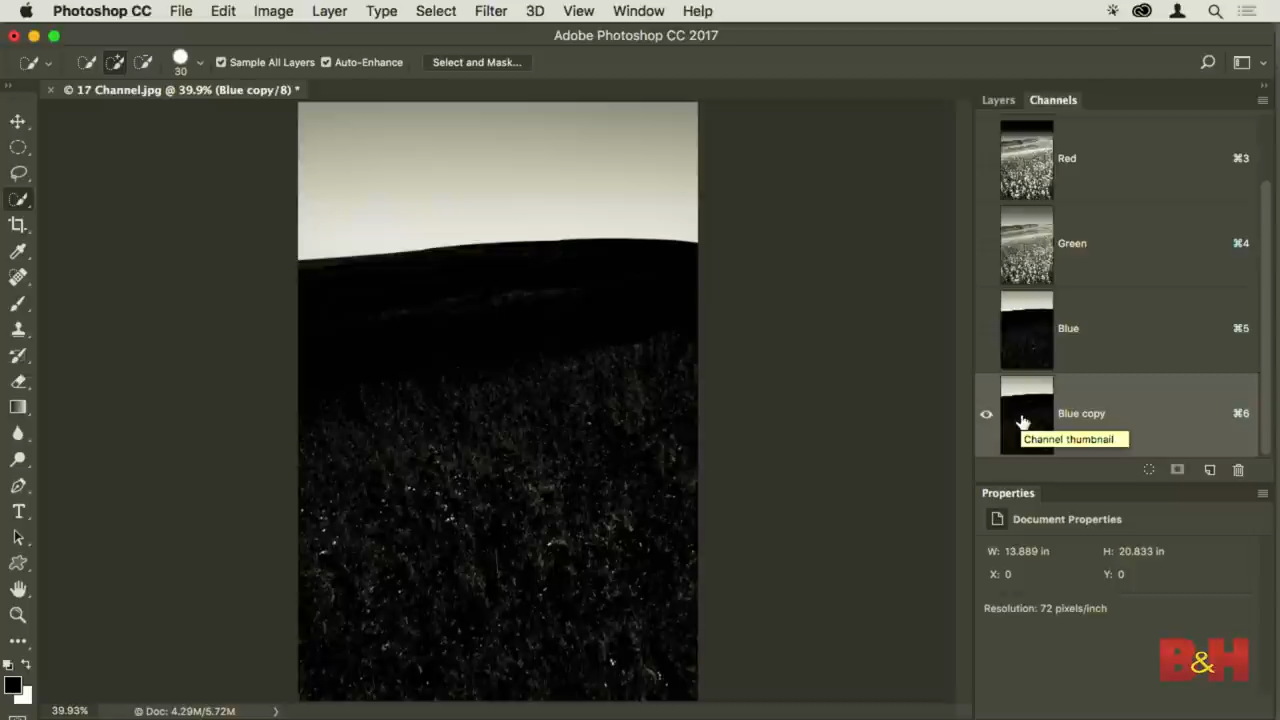 Photoshop CC File Edit Image Layer Type Select Filter 3D View Window Help
Adobe Photoshop CC 2017
30 Sample All Layers Auto-Enhance Select and Mask...
× © 17 Channel.jpg @ 39.9% (Blue copy/8) *
Layers Channels
Red ⌘3
Green ⌘4
Blue ⌘5
Blue copy ⌘6
Channel thumbnail
Properties
Document Properties
W: 13.889 in H: 20.833 in
X: 0 Y: 0
Resolution: 72 pixels/inch
B&H
39.93% Doc: 4.29M/5.72M